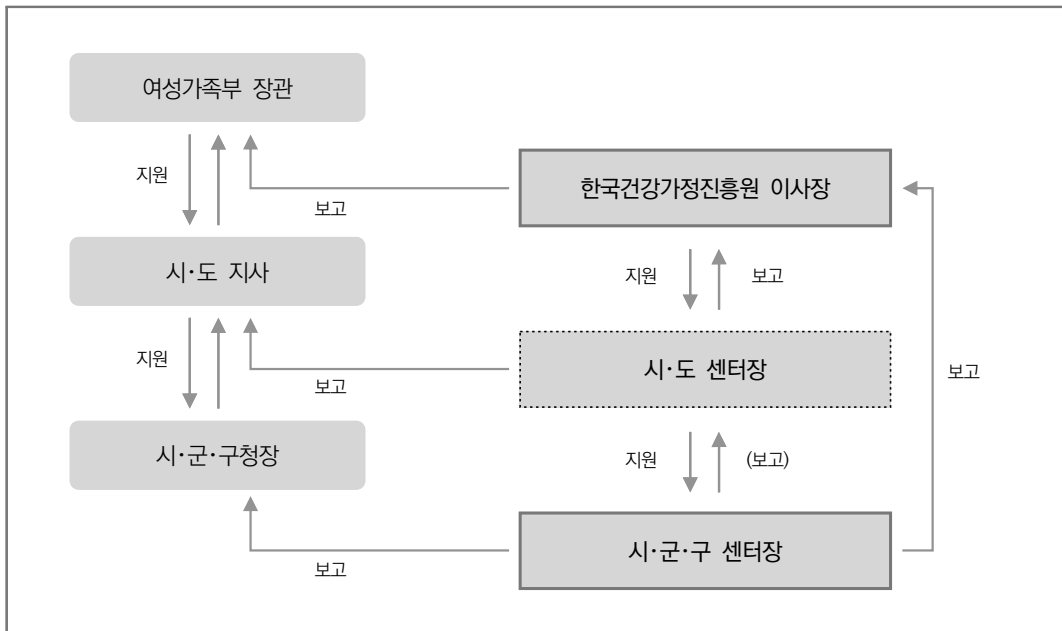 여성가족부 장관
지원
보고
한국건강가정진흥원 이사장
시·도 지사
지원
보고
지원
보고
시·도 센터장
보고
시·군·구청장
지원
(보고)
시·군·구 센터장
보고